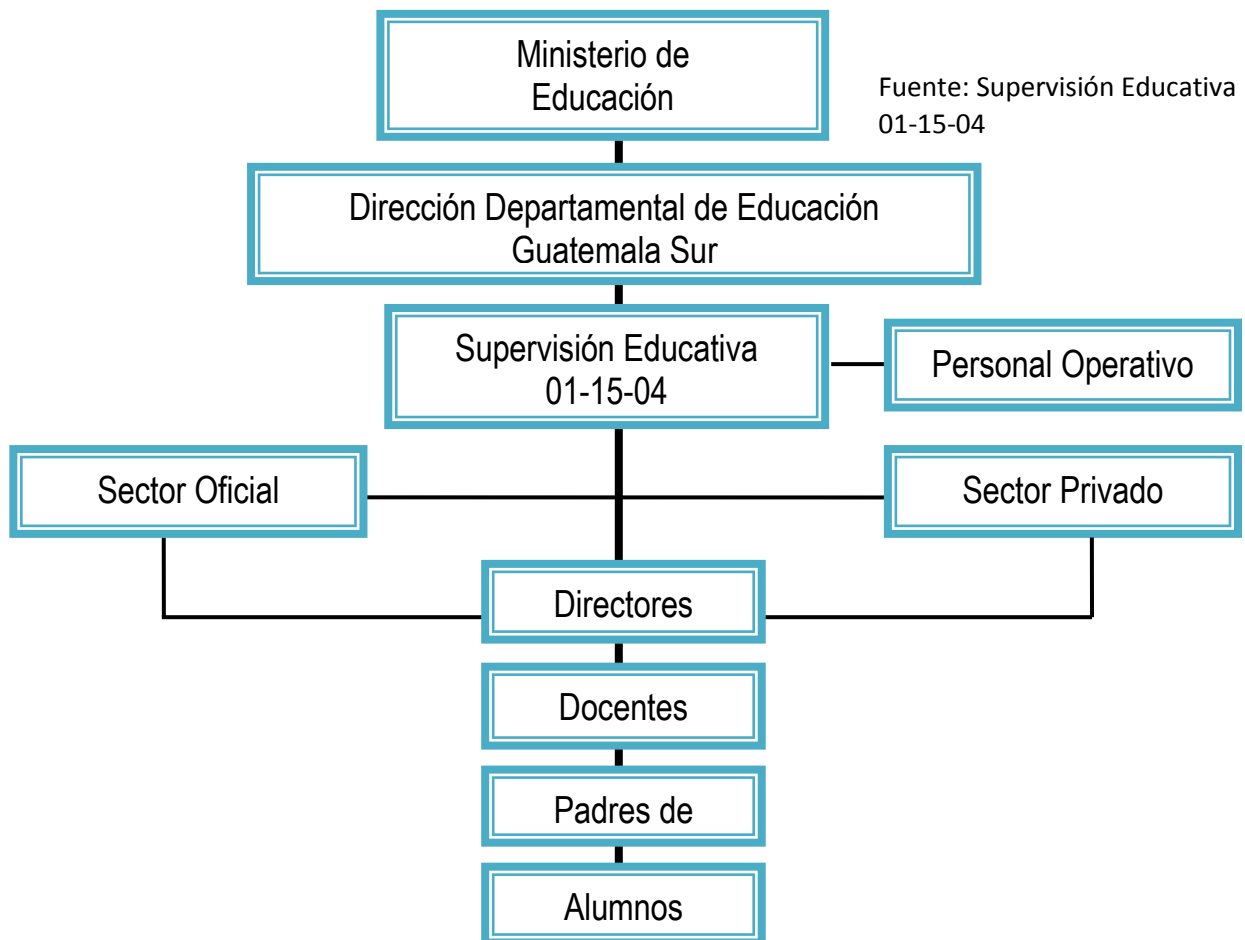 Ministerio de
Educación
Fuente: Supervisión Educativa
01-15-04
Dirección Departamental de Educación
Guatemala Sur
Supervisión Educativa
01-15-04
Personal Operativo
Sector Oficial
Sector Privado
Directores
Docentes
Padres de
Alumnos